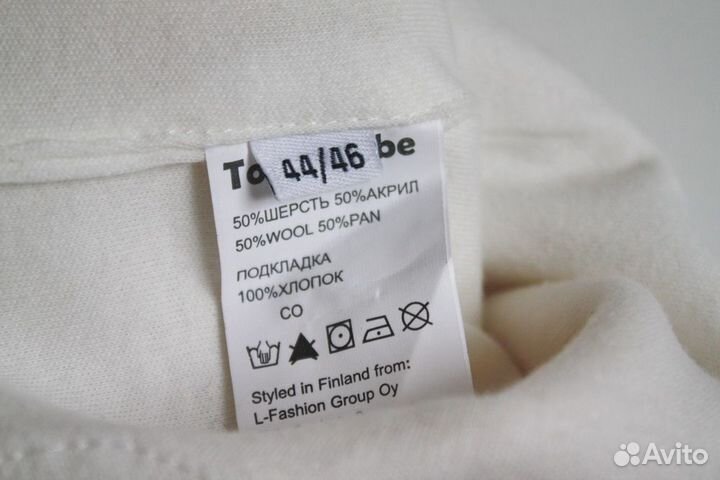 44/46
be
50%ШЕРСТЬ 50%АКРИЛ
50%WOOL 50%PAN
ПОДКЛАДКА
100%ХЛОПОК
CO
Styled in Finland from:
L-Fashion Group Oy
Avito